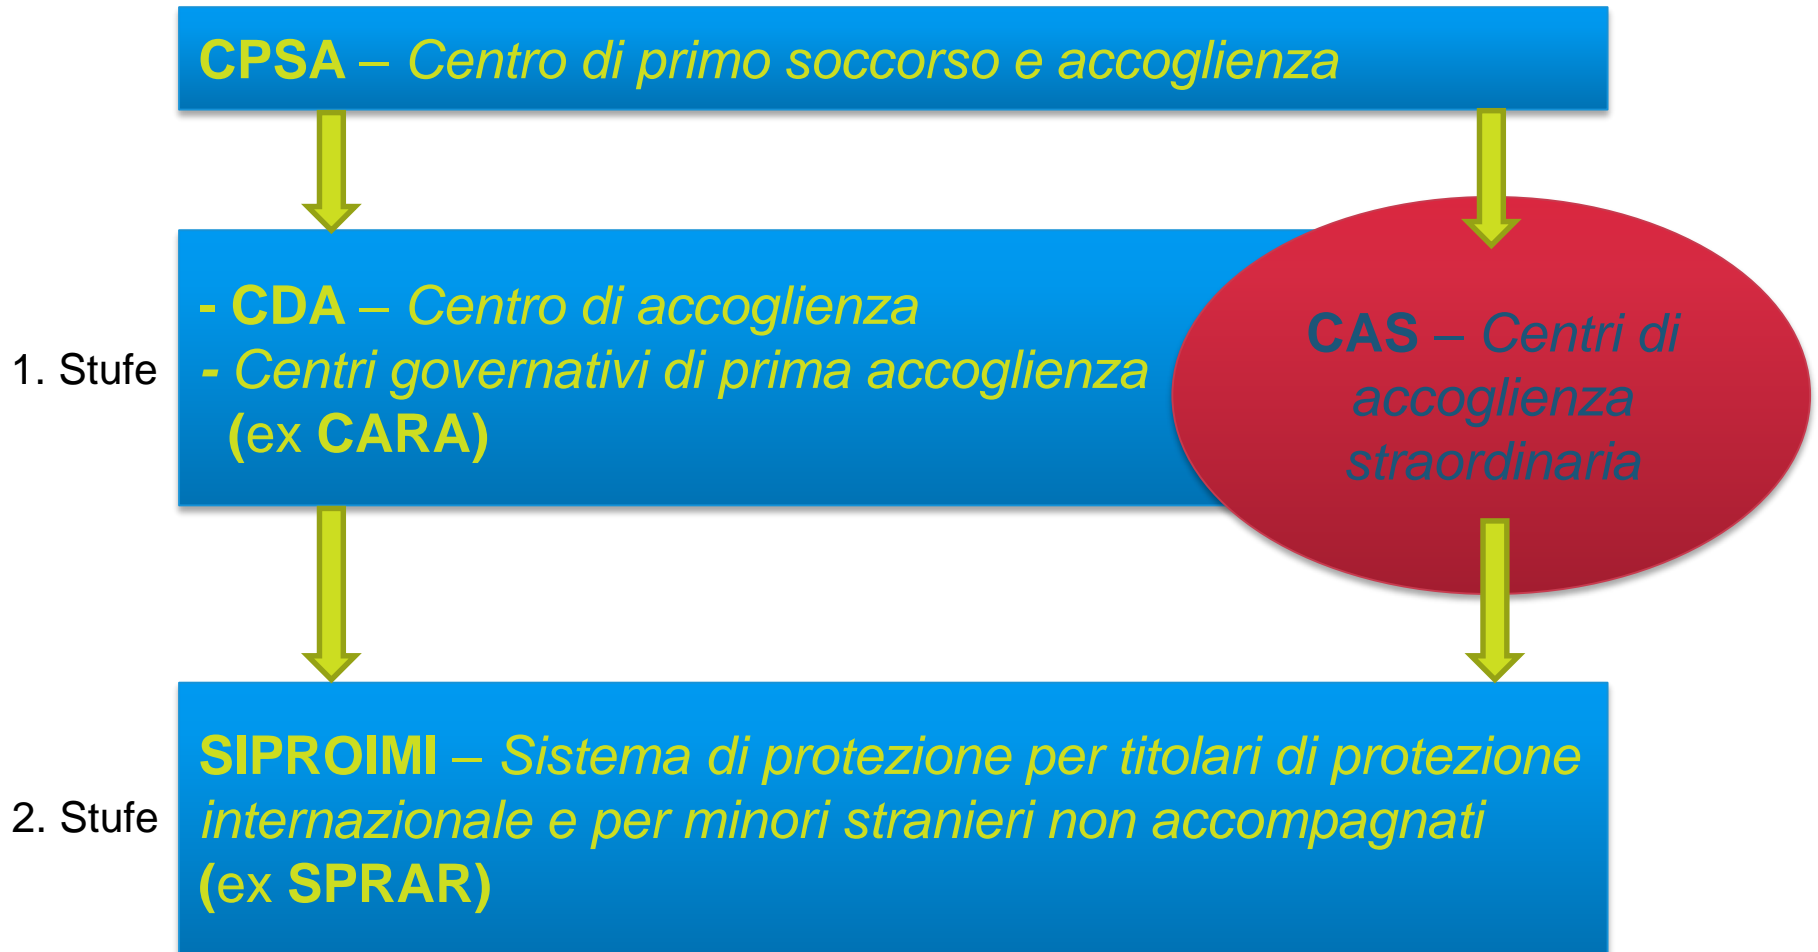 CPSA – Centro di primo soccorso e accoglienza
- CDA – Centro di accoglienza
1. Stufe
- Centri governativi di prima accoglienza
(ex CARA)
CAS – Centri di
accoglienza
straordinaria
SIPROIMI – Sistema di protezione per titolari di protezione
2. Stufe
internazionale e per minori stranieri non accompagnati
(ex SPRAR)